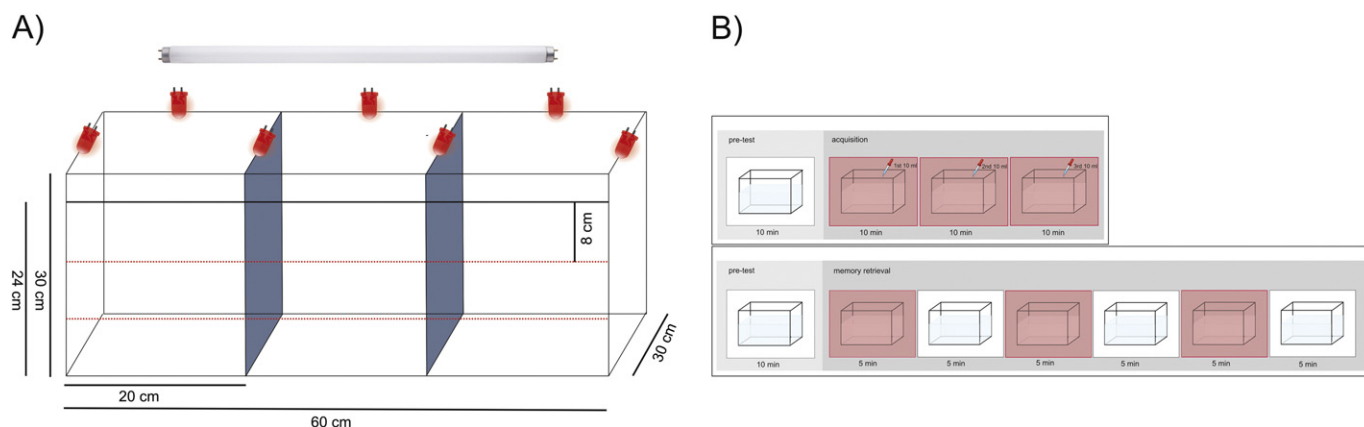 A)
8 cm
30 cm
24 cm
30 cm
20 cm
60 cm
B)
pre-test acquisition
1st 10 ml 2nd 10 ml 3rd 10 ml
10 min 10 min 10 min 10 min
pre-test memory retrieval
10 min 5 min 5 min 5 min 5 min 5 min 5 min